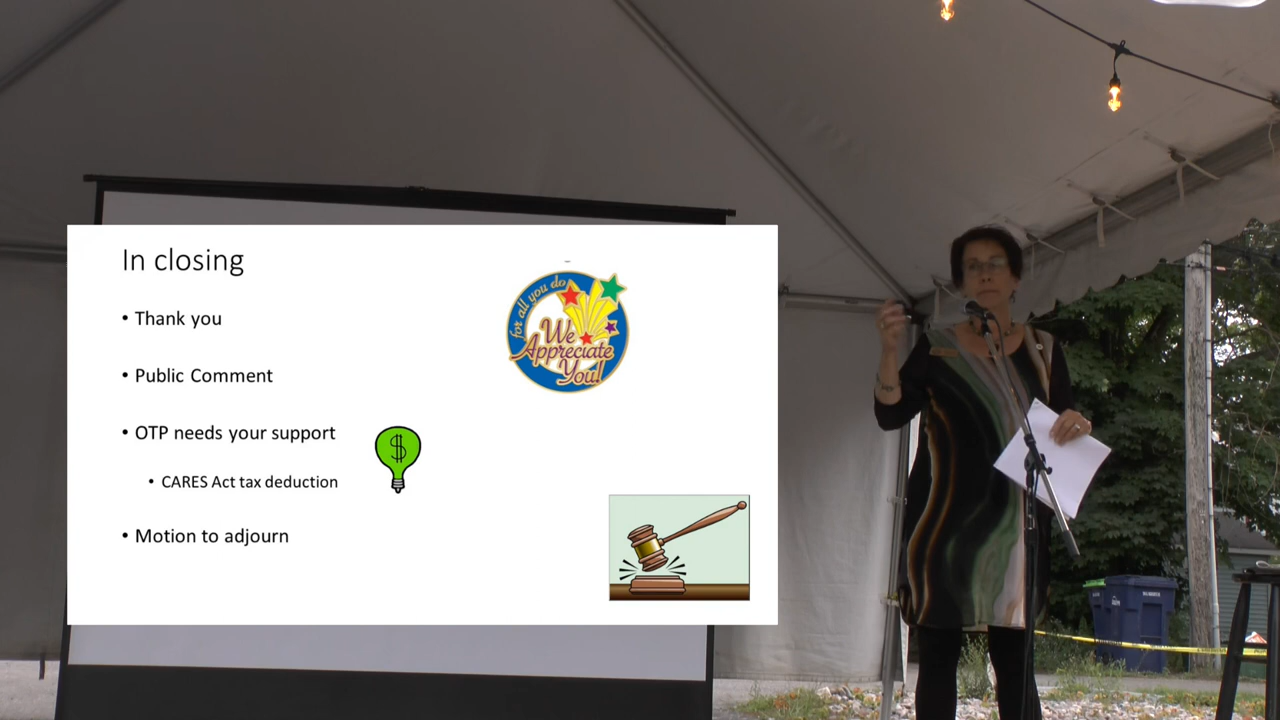 In closing
• Thank you
• Public Comment
• OTP needs your support
• CARES Act tax deduction
• Motion to adjourn
for all you do
We
Appreciate
You!
$